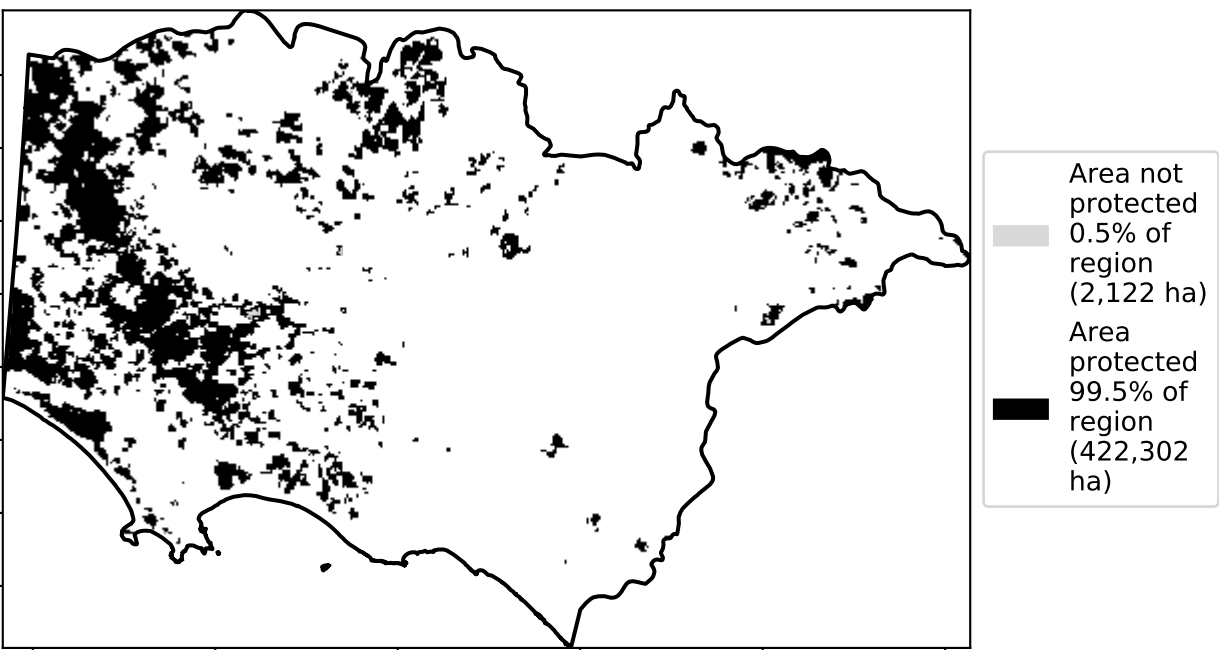 Area not
protected
0.5% of
region
(2,122 ha)
Area
protected
99.5% of
region
(422,302
ha)